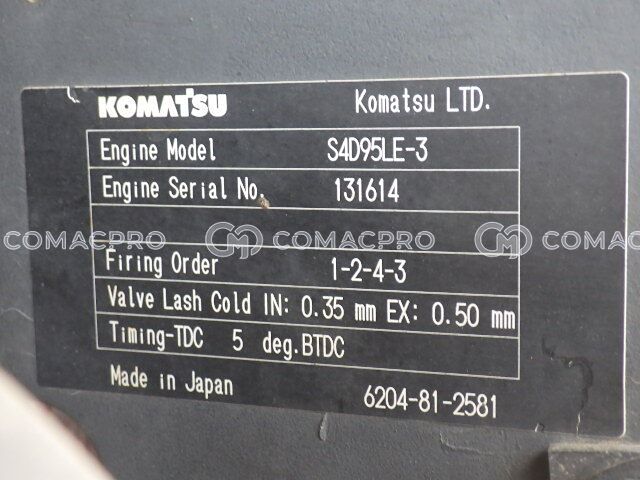 KOMATSU Komatsu LTD.
Engine Model S4D95LE-3
Engine Serial No. 131614
COMACPRO COMACPRO COMACPRO
Firing Order 1-2-4-3
Valve Lash Cold IN: 0.35 mm EX: 0.50 mm
Timing-TDC 5 deg.BTDC
Made in Japan 6204-81-2581